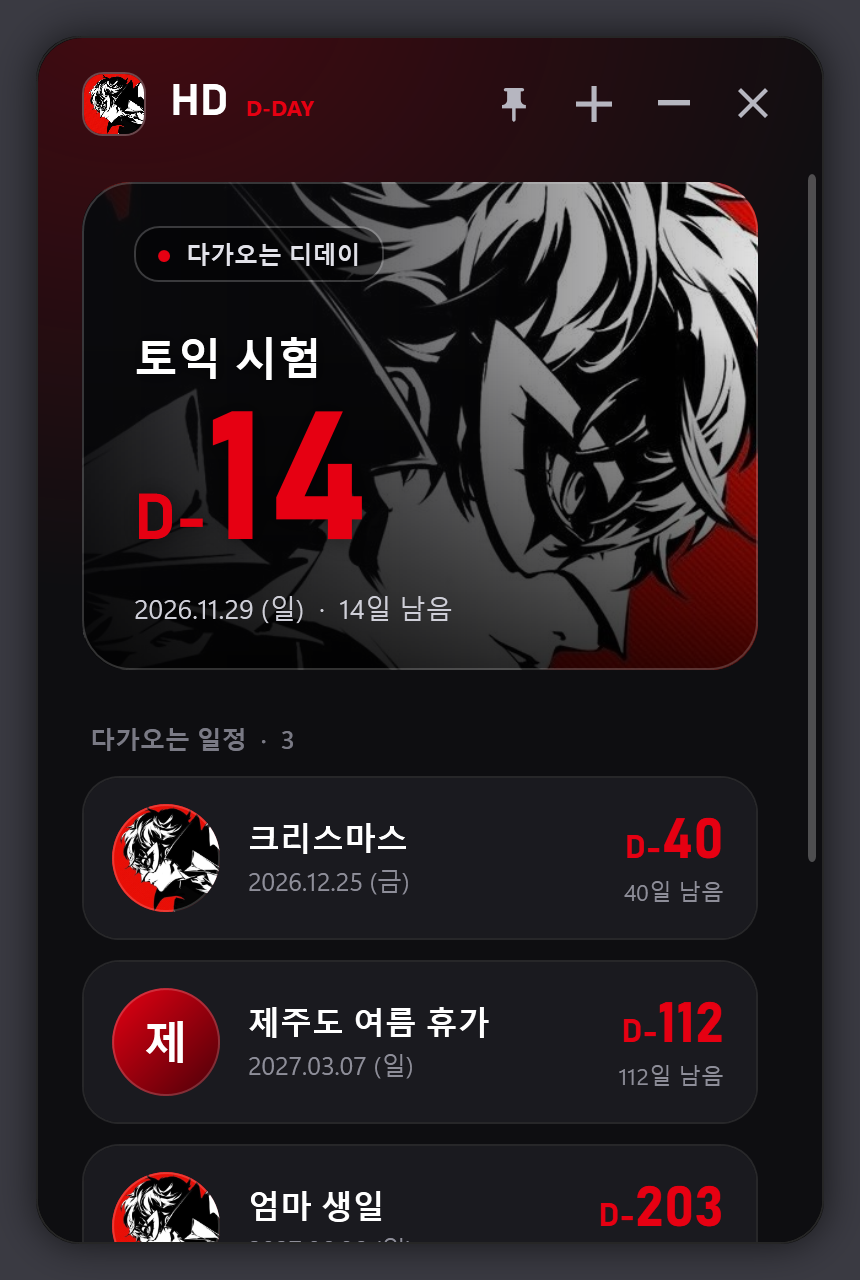 HD D-DAY
다가오는 디데이
토익 시험
D-14
2026.11.29 (일) · 14일 남음
다가오는 일정 · 3
크리스마스
2026.12.25 (금)
D-40
40일 남음
제
제주도 여름 휴가
2027.03.07 (일)
D-112
112일 남음
엄마 생일
D-203